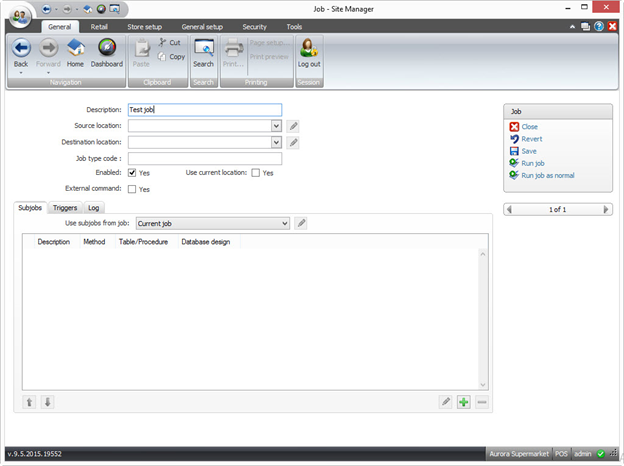 Job - Site Manager
General Retail Store setup General setup Security Tools
Back Forward Home Dashboard Paste Cut Copy Search Print... Page setup... Print preview Log out
Navigation Clipboard Search Printing Session
Description: Test job
Source location:
Destination location:
Job type code :
Enabled: Yes Use current location: Yes
External command: Yes
Job
Close
Revert
Save
Run job
Run job as normal
1 of 1
Subjobs Triggers Log
Use subjobs from job: Current job
Description Method Table/Procedure Database design
v.9.5.2015.19552 Aurora Supermarket POS admin